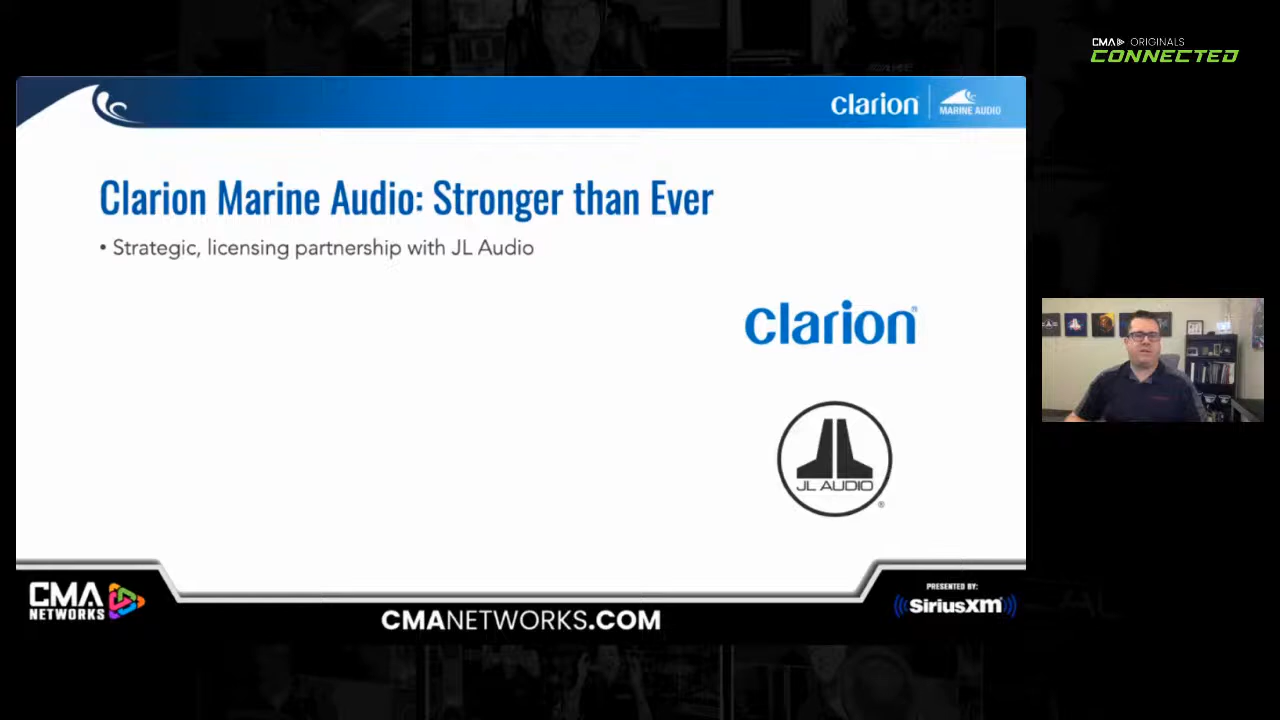 CMA ORIGINALS
CONNECTED
clarion
MARINE AUDIO
Clarion Marine Audio: Stronger than Ever
• Strategic, licensing partnership with JL Audio
clarion
JL AUDIO
®
CMA
NETWORKS
CMANETWORKS.COM
PRESENTED BY:
SiriusXM